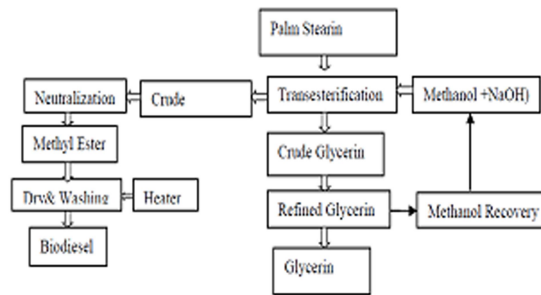 Palm Stearin
Neutralization
Crude
Transesterification
Methanol +NaOH)
Methyl Ester
Crude Glycerin
Dry& Washing
Heater
Refined Glycerin
Methanol Recovery
Biodiesel
Glycerin